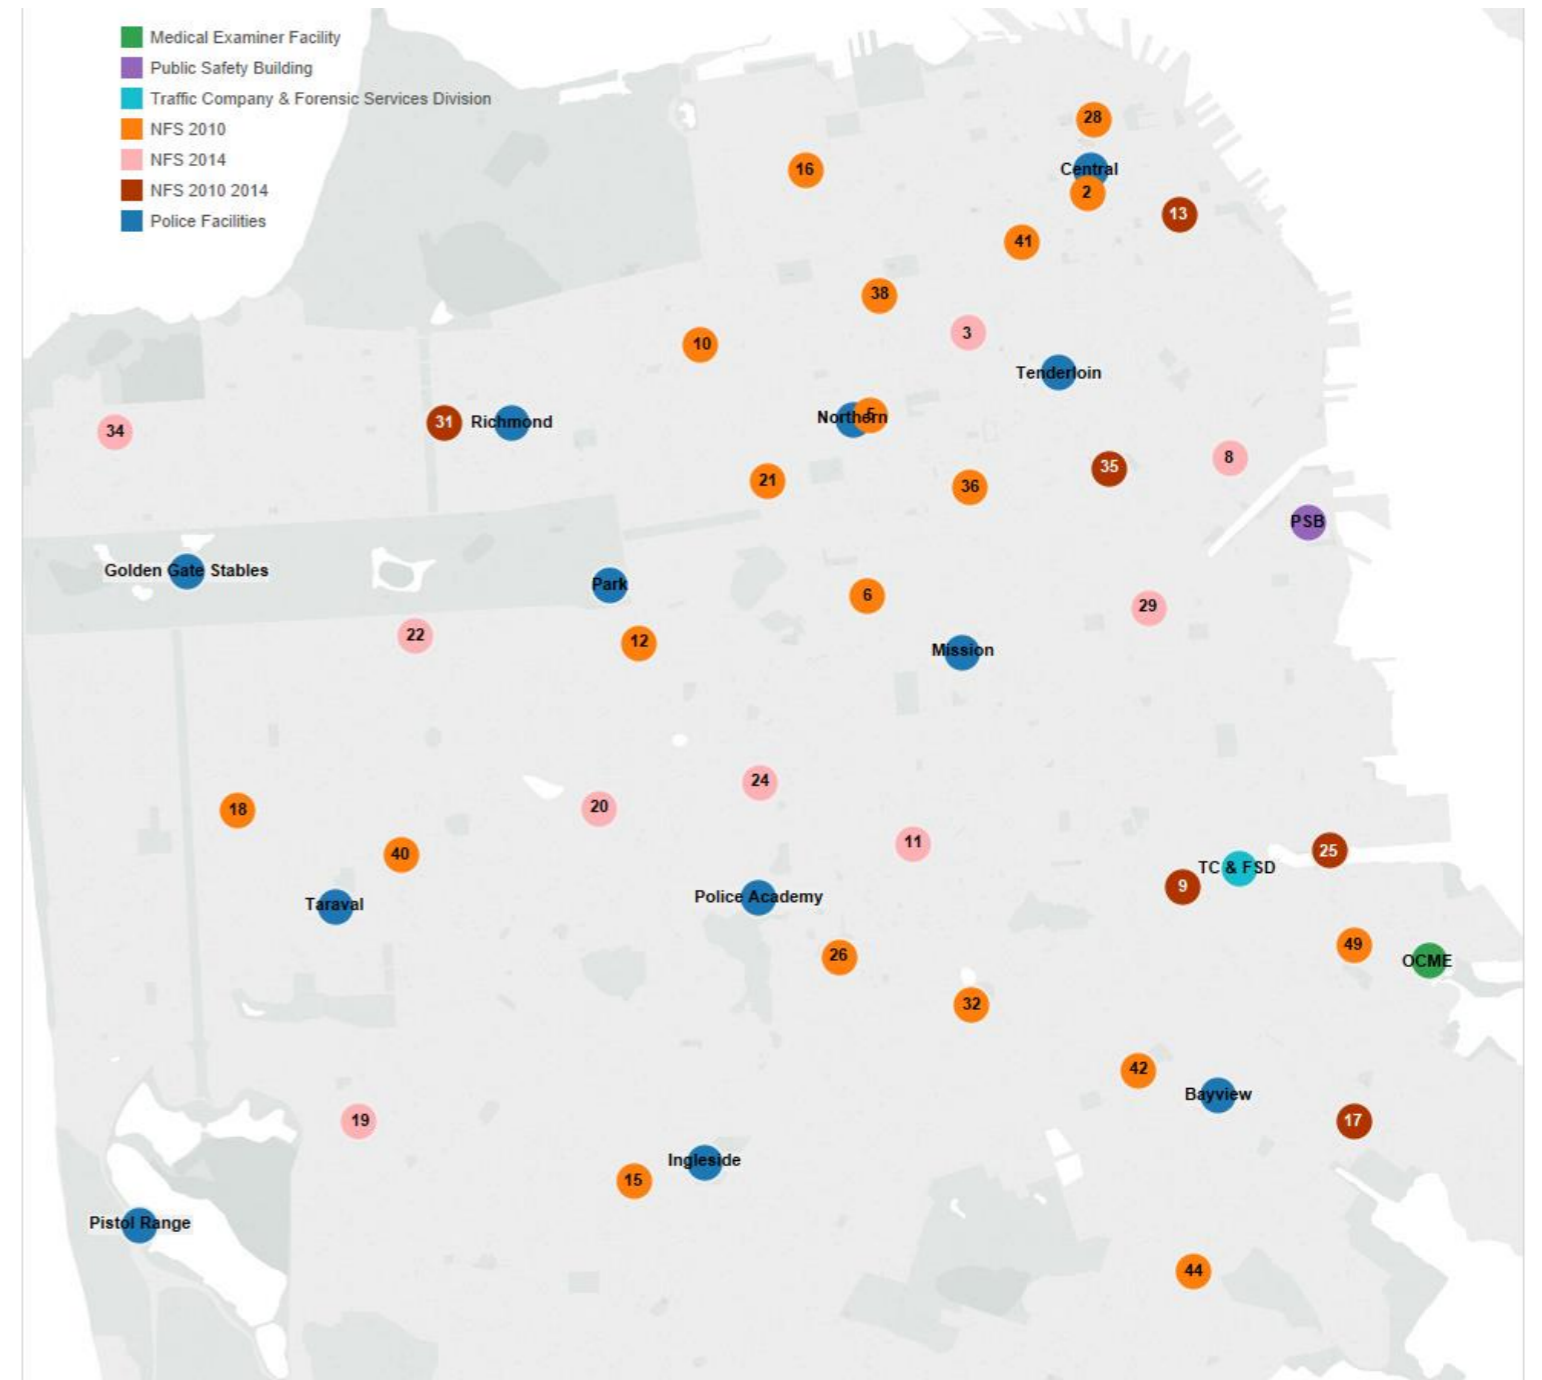 Medical Examiner Facility
Public Safety Building
Traffic Company & Forensic Services Division
NFS 2010
NFS 2014
NFS 2010 2014
Police Facilities
28
16
Central
2
13
41
38
3
10
Tenderloin
Northern
5
31
Richmond
34
8
35
21
36
PSB
Golden Gate Stables
Park
6
29
22
12
Mission
24
20
18
11
25
40
TC & FSD
9
Police Academy
Taraval
49
26
OCME
32
42
Bayview
19
17
Ingleside
15
Pistol Range
44